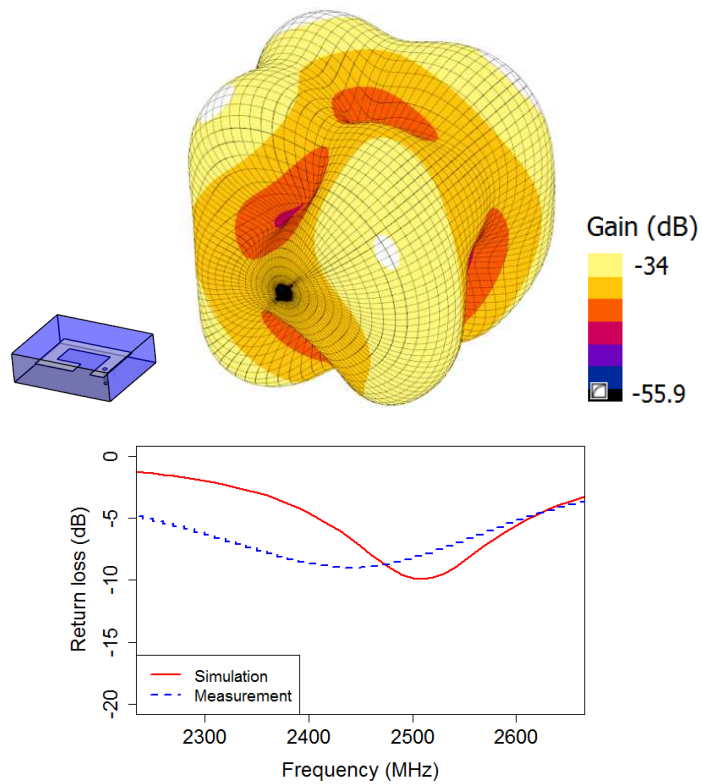 Gain (dB)
-34
-55.9
0
-5
-10
-15
-20
Return loss (dB)
Simulation
Measurement
2300 2400 2500 2600
Frequency (MHz)